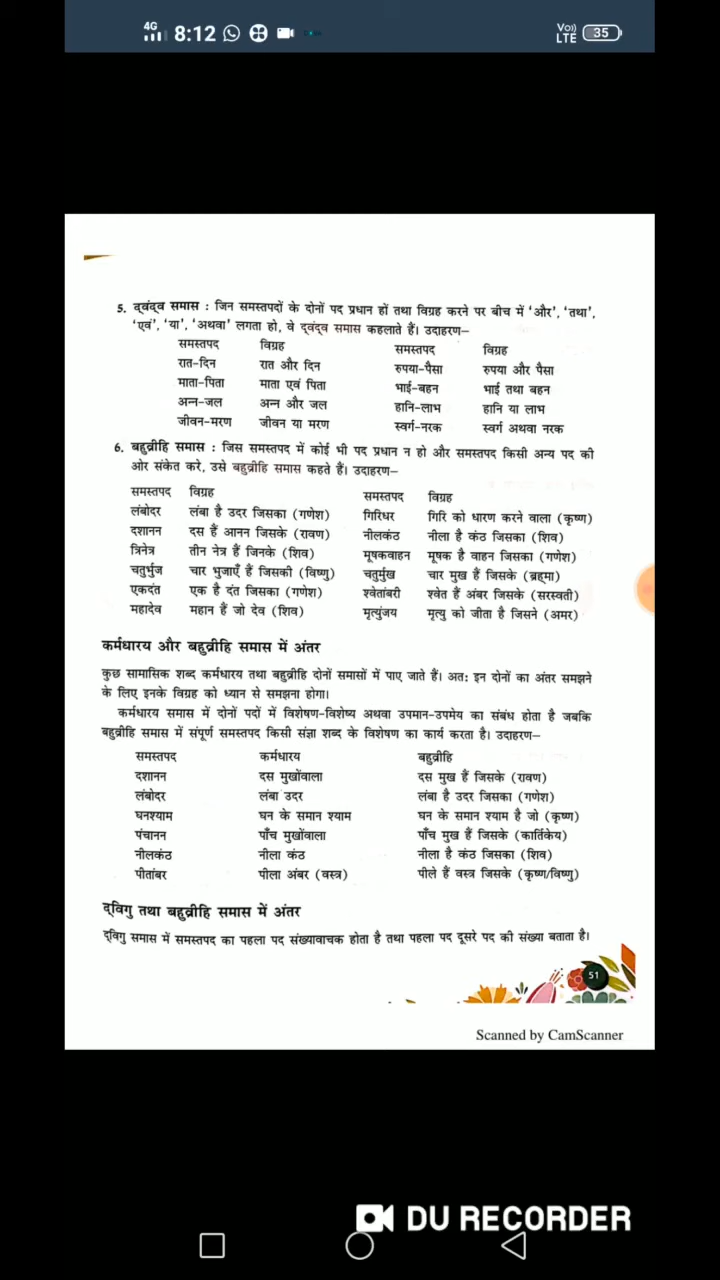 4G 8:12 Vo)) LTE 35
5. द्वंद्व समास : जिन समस्तपदों के दोनों पद प्रधान हों तथा विग्रह करने पर बीच में 'और', 'तथा',
'एवं', 'या', 'अथवा' लगता हो, वे द्वंद्व समास कहलाते हैं। उदाहरण–
समस्तपद विग्रह समस्तपद विग्रह
रात-दिन रात और दिन रुपया-पैसा रुपया और पैसा
माता-पिता माता एवं पिता भाई-बहन भाई तथा बहन
अन्न-जल अन्न और जल हानि-लाभ हानि या लाभ
जीवन-मरण जीवन या मरण स्वर्ग-नरक स्वर्ग अथवा नरक
6. बहुव्रीहि समास : जिस समस्तपद में कोई भी पद प्रधान न हो और समस्तपद किसी अन्य पद की
ओर संकेत करे, उसे बहुव्रीहि समास कहते हैं। उदाहरण–
समस्तपद विग्रह समस्तपद विग्रह
लंबोदर लंबा है उदर जिसका (गणेश) गिरिधर गिरि को धारण करने वाला (कृष्ण)
दशानन दस हैं आनन जिसके (रावण) नीलकंठ नीला है कंठ जिसका (शिव)
त्रिनेत्र तीन नेत्र हैं जिनके (शिव) मूषकवाहन मूषक है वाहन जिसका (गणेश)
चतुर्भुज चार भुजाएँ हैं जिसकी (विष्णु) चतुर्मुख चार मुख हैं जिसके (ब्रह्मा)
एकदंत एक है दंत जिसका (गणेश) श्वेतांबरी श्वेत हैं अंबर जिसके (सरस्वती)
महादेव महान हैं जो देव (शिव) मृत्युंजय मृत्यु को जीता है जिसने (अमर)
कर्मधारय और बहुव्रीहि समास में अंतर
कुछ सामासिक शब्द कर्मधारय तथा बहुव्रीहि दोनों समासों में पाए जाते हैं। अत: इन दोनों का अंतर समझने
के लिए इनके विग्रह को ध्यान से समझना होगा।
कर्मधारय समास में दोनों पदों में विशेषण-विशेष्य अथवा उपमान-उपमेय का संबंध होता है जबकि
बहुव्रीहि समास में संपूर्ण समस्तपद किसी संज्ञा शब्द के विशेषण का कार्य करता है। उदाहरण–
समस्तपद कर्मधारय बहुव्रीहि
दशानन दस मुखोंवाला दस मुख हैं जिसके (रावण)
लंबोदर लंबा उदर लंबा है उदर जिसका (गणेश)
घनश्याम घन के समान श्याम घन के समान श्याम है जो (कृष्ण)
पंचानन पाँच मुखोंवाला पाँच मुख हैं जिसके (कार्तिकेय)
नीलकंठ नीला कंठ नीला है कंठ जिसका (शिव)
पीतांबर पीला अंबर (वस्त्र) पीले हैं वस्त्र जिसके (कृष्ण/विष्णु)
द्विगु तथा बहुव्रीहि समास में अंतर
द्विगु समास में समस्तपद का पहला पद संख्यावाचक होता है तथा पहला पद दूसरे पद की संख्या बताता है।
51
Scanned by CamScanner
DU RECORDER